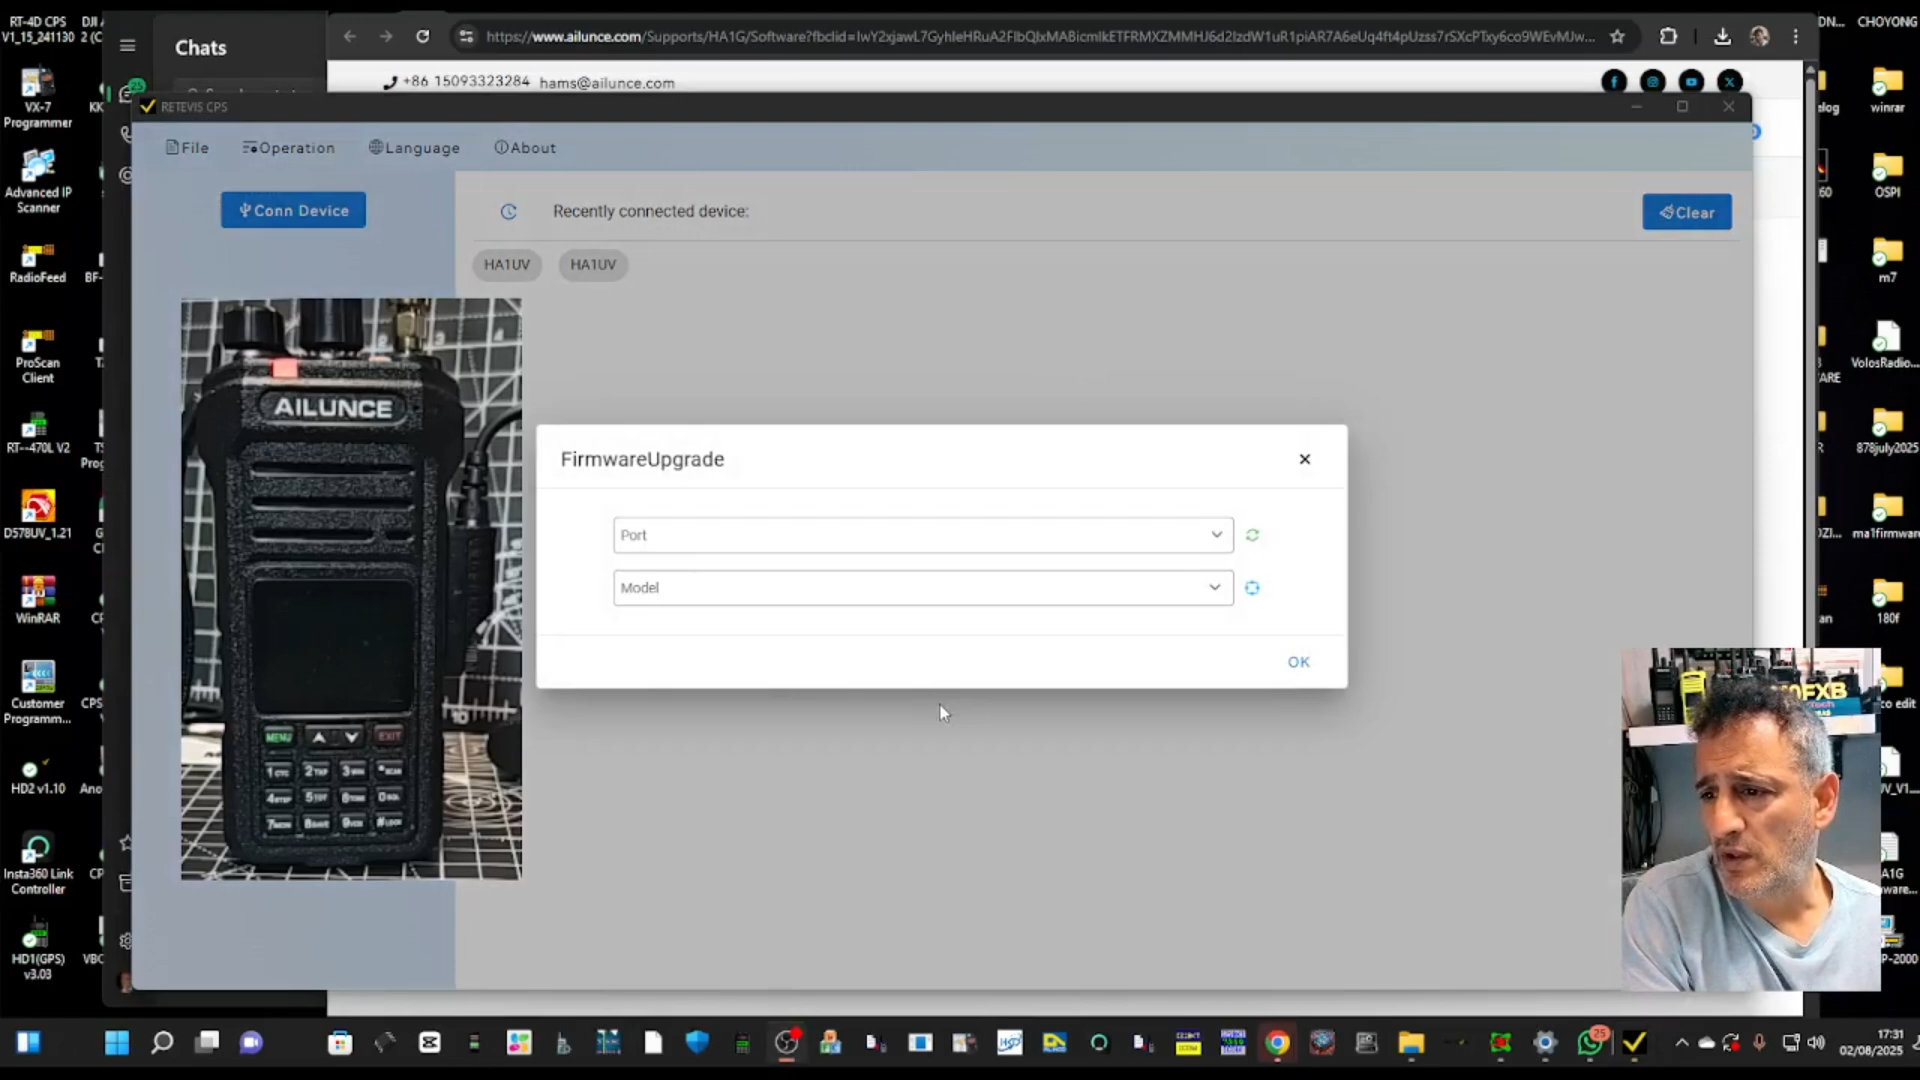 RT-4D CPS
V1_15_241130
VX-7
Programmer
Advanced IP
Scanner
RadioFeed
ProScan
Client
RT--470L V2
D578UV_1.21
WinRAR
Customer
Programm...
HD2 v1.10
Insta360 Link
Controller
HD1(GPS)
v3.03
Chats
https://www.ailunce.com/Supports/HA1G/Software?fbclid=
+86 15093323284 hams@ailunce.com
RETEVIS CPS
File
Operation
Language
About
Conn Device
Recently connected device:
Clear
HA1UV
HA1UV
AILUNCE
MENU
EXIT
FirmwareUpgrade
Port
Model
OK
CHOYONG
winrar
OSPI
m7
VolosRadio...
878july2025
ma1firmware
180f
25
17:31
02/08/2025